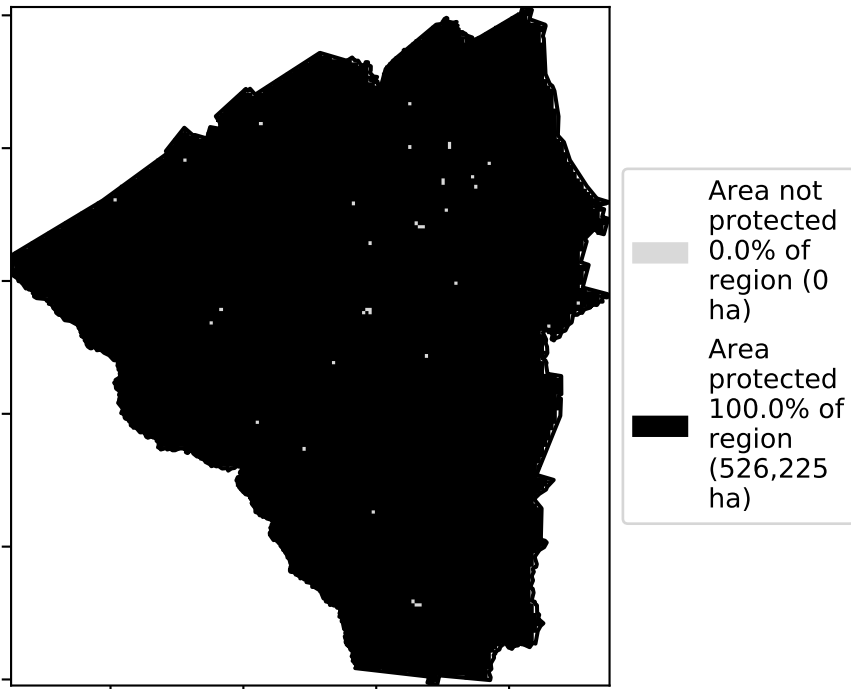 Area not
protected
0.0% of
region (0
ha)
Area
protected
100.0% of
region
(526,225
ha)